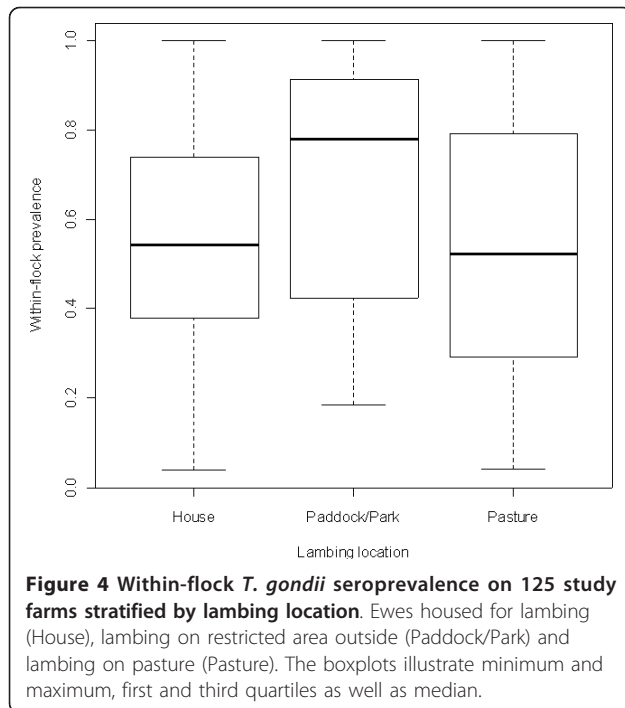 1.0
0.8
0.6
0.4
0.2
0.0
Within-flock prevalence
House Paddock/Park Pasture
Lambing location
Figure 4 Within-flock T. gondii seroprevalence on 125 study
farms stratified by lambing location. Ewes housed for lambing
(House), lambing on restricted area outside (Paddock/Park) and
lambing on pasture (Pasture). The boxplots illustrate minimum and
maximum, first and third quartiles as well as median.